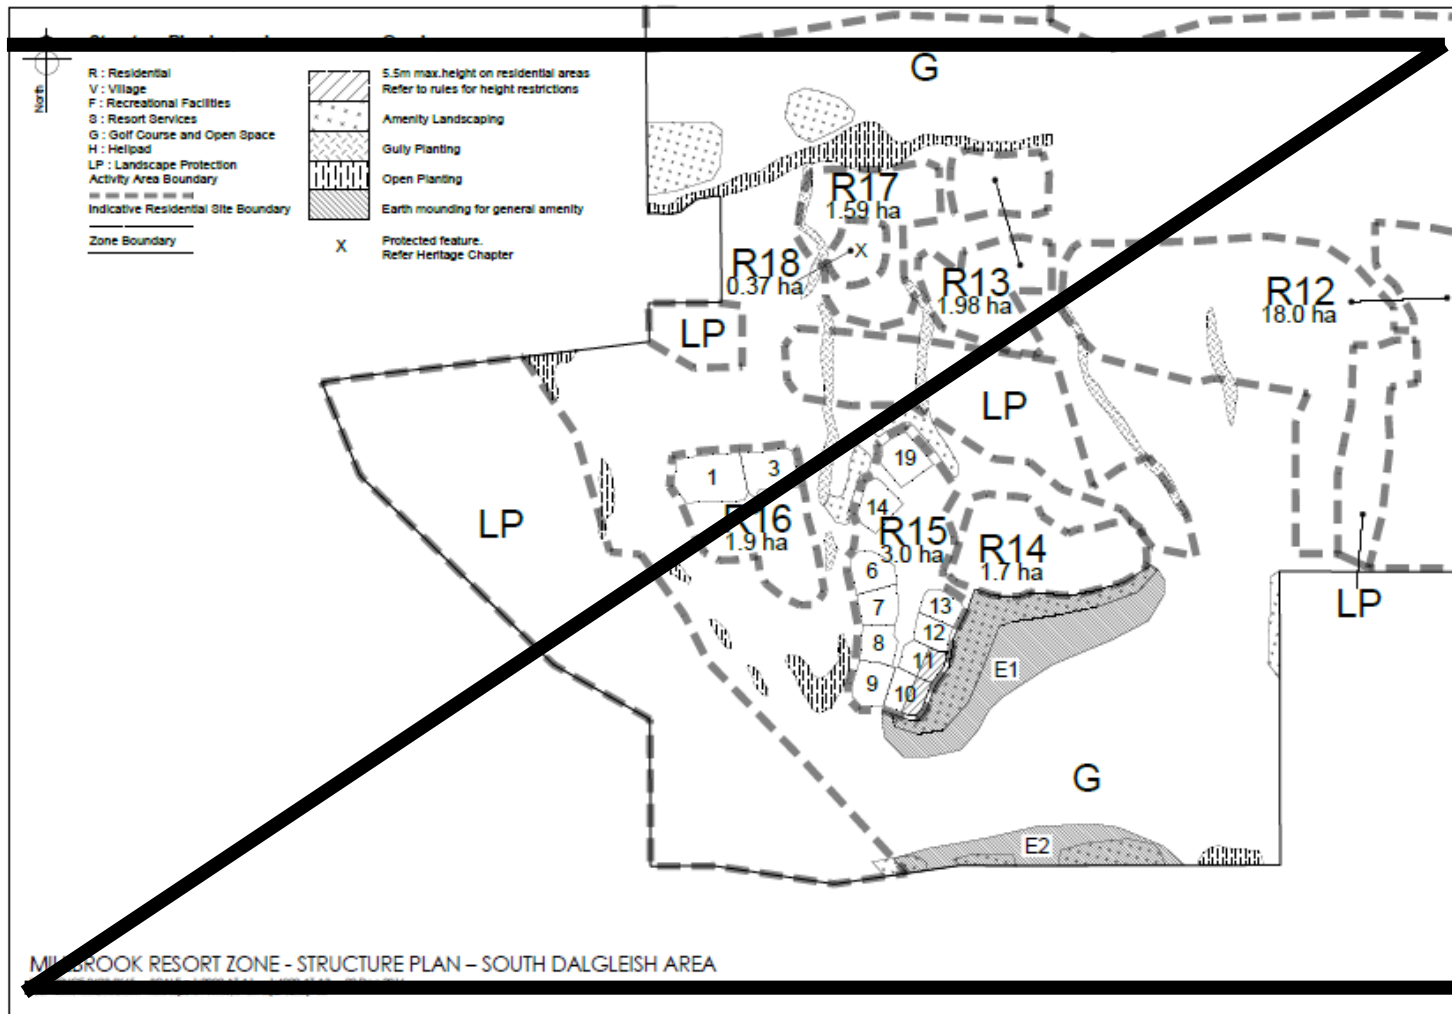 R : Residential
V : Village
F : Recreational Facilities
S : Resort Services
G : Golf Course and Open Space
H : Helipad
LP : Landscape Protection
Activity Area Boundary
Indicative Residential Site Boundary
Zone Boundary
North
5.5m max.height on residential areas
Refer to rules for height restrictions
Amenity Landscaping
Gully Planting
Open Planting
Earth mounding for general amenity
X
Protected feature.
Refer Heritage Chapter
G
R17
1.59 ha
X
R18
0.37 ha
R13
1.98 ha
R12
18.0 ha
LP
LP
19
1
3
14
LP
R16
1.9 ha
R15
3.0 ha
R14
1.7 ha
6
7
13
LP
8
12
11
E1
9
10
G
E2
RESORT ZONE - STRUCTURE PLAN – SOUTH DALGLEISH AREA